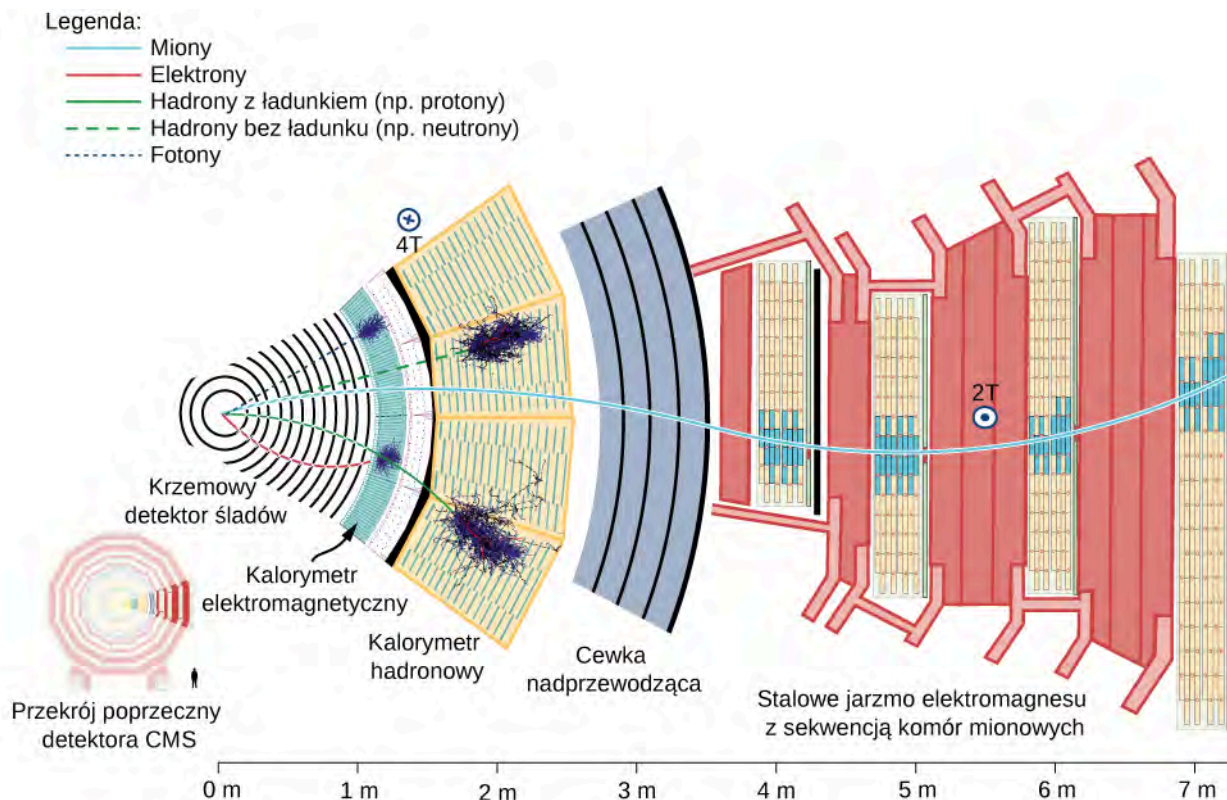 Legenda:
Miony
Elektrony
Hadrony z ładunkiem (np. protony)
Hadrony bez ładunku (np. neutrony)
Fotony
4T
2T
Krzemowy
detektor śladów
Kalorymetr
elektromagnetyczny
Kalorymetr
hadronowy
Cewka
nadprzewodząca
Stalowe jarzmo elektromagnesu
z sekwencją komór mionowych
Przekrój poprzeczny
detektora CMS
0 m 1 m 2 m 3 m 4 m 5 m 6 m 7 m